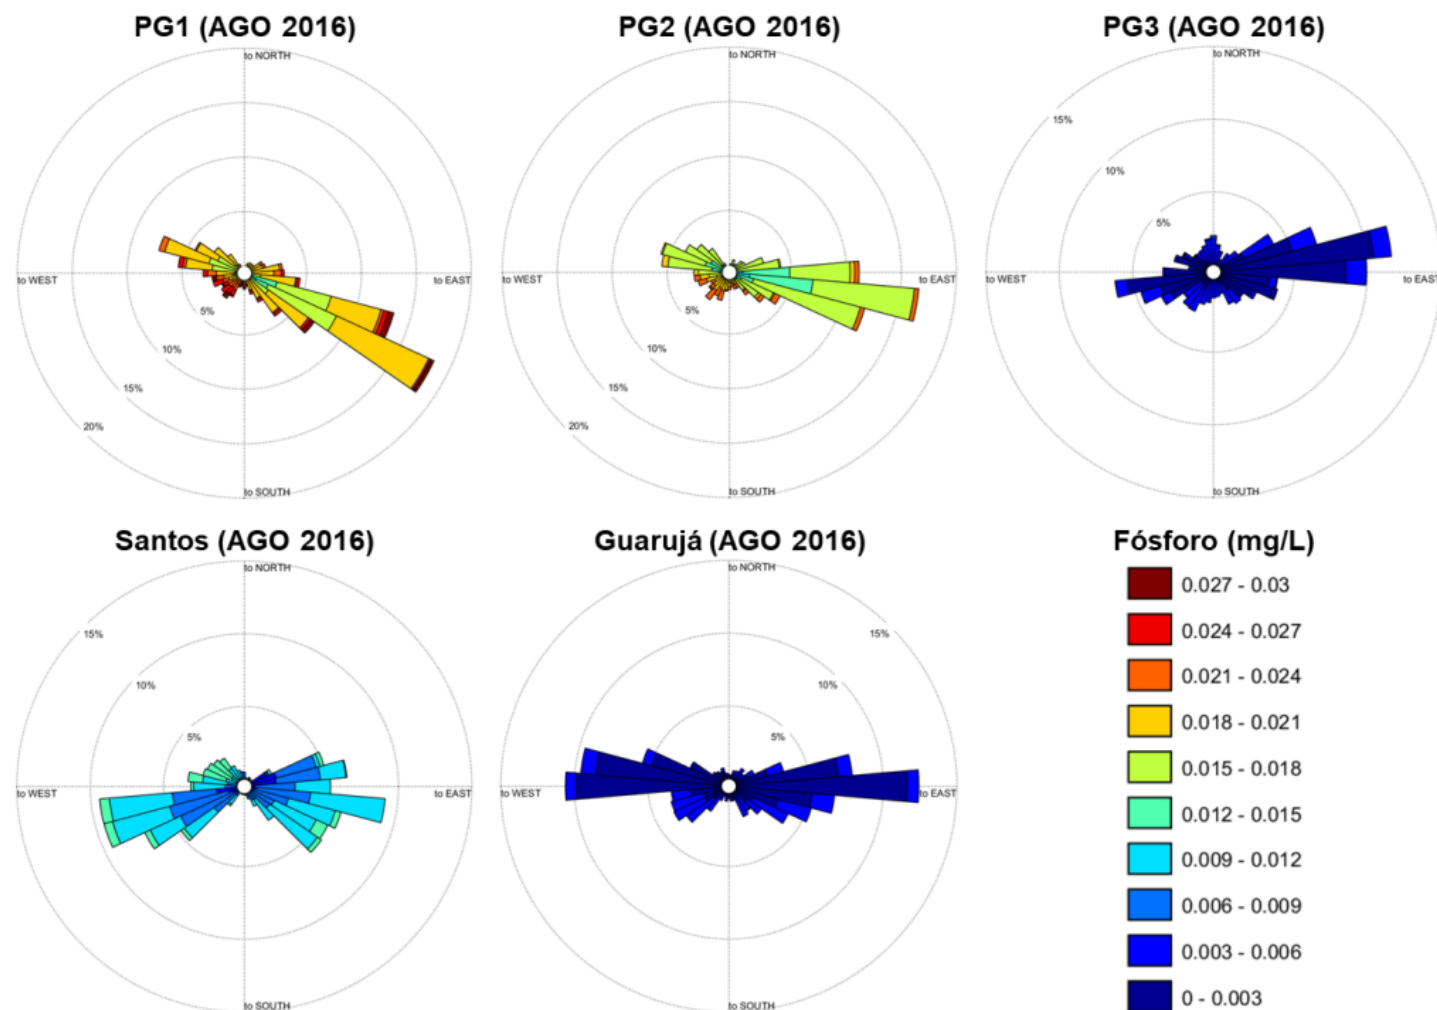 PG1 (AGO 2016)
to NORTH
to WEST
to EAST
5%
10%
15%
20%
to SOUTH
PG2 (AGO 2016)
to NORTH
to WEST
to EAST
5%
10%
15%
20%
to SOUTH
PG3 (AGO 2016)
to NORTH
15%
10%
5%
to WEST
to EAST
to SOUTH
Santos (AGO 2016)
to NORTH
15%
10%
5%
to WEST
to EAST
to SOUTH
Guarujá (AGO 2016)
to NORTH
15%
10%
5%
to WEST
to EAST
to SOUTH
Fósforo (mg/L)
0.027 - 0.03
0.024 - 0.027
0.021 - 0.024
0.018 - 0.021
0.015 - 0.018
0.012 - 0.015
0.009 - 0.012
0.006 - 0.009
0.003 - 0.006
0 - 0.003